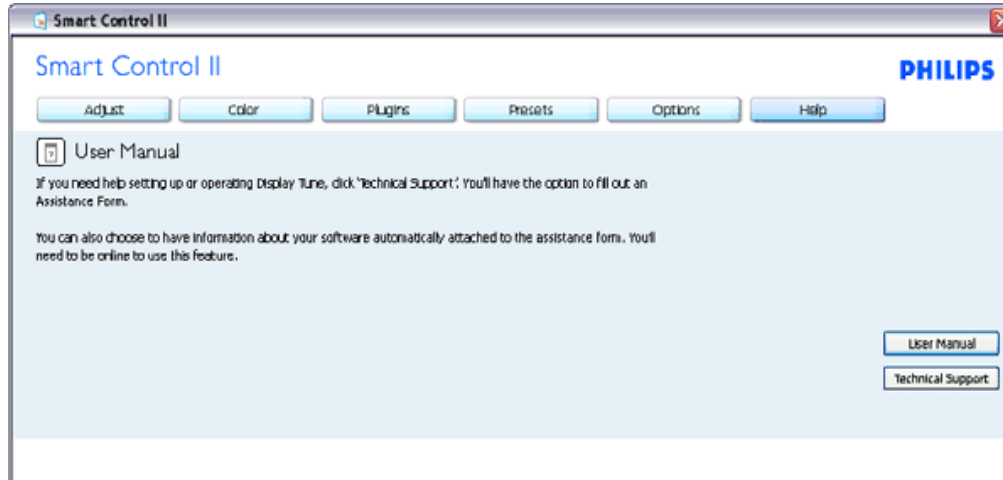 Smart Control II
Smart Control II
PHILIPS
Adjust Color Plugins Presets Options Help
User Manual
If you need help setting up or operating Display Tune, click 'Technical Support'. You'll have the option to fill out an
Assistance Form.
You can also choose to have information about your software automatically attached to the assistance form. You'll
need to be online to use this feature.
User Manual
Technical Support